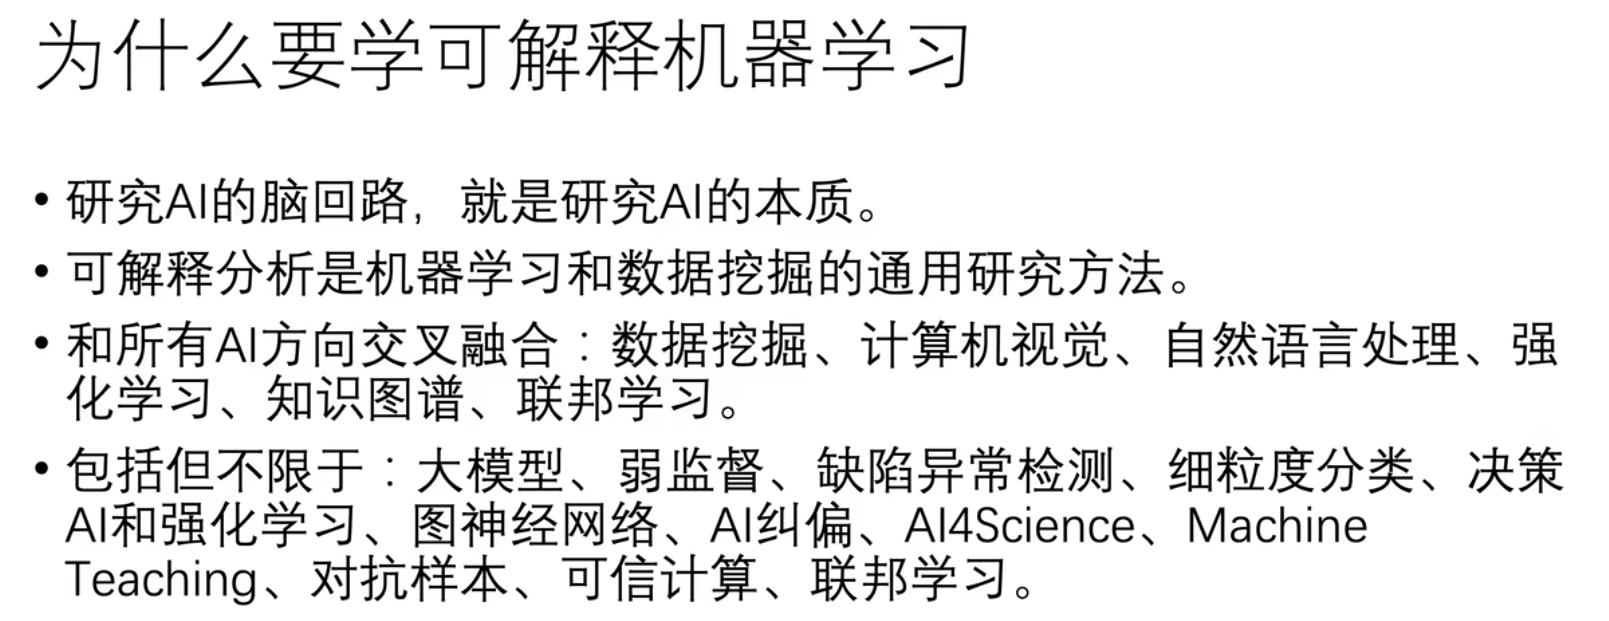 为什么要学可解释机器学习
• 研究AI的脑回路，就是研究AI的本质。
• 可解释分析是机器学习和数据挖掘的通用研究方法。
• 和所有AI方向交叉融合：数据挖掘、计算机视觉、自然语言处理、强
化学习、知识图谱、联邦学习。
• 包括但不限于：大模型、弱监督、缺陷异常检测、细粒度分类、决策
AI和强化学习、图神经网络、AI纠偏、AI4Science、Machine
Teaching、对抗样本、可信计算、联邦学习。